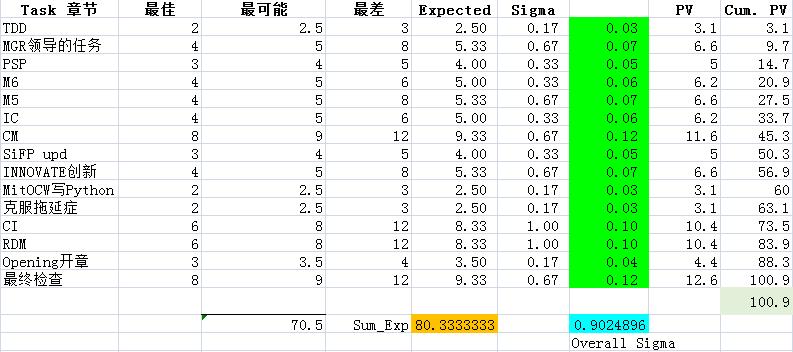 Task 章节 最佳 最可能 最差 Expected Sigma PV Cum. PV
TDD 2 2.5 3 2.50 0.17 0.03 3.1 3.1
MGR领导的任务 4 5 8 5.33 0.67 0.07 6.6 9.7
PSP 3 4 5 4.00 0.33 0.05 5 14.7
M6 4 5 6 5.00 0.33 0.06 6.2 20.9
M5 4 5 8 5.33 0.67 0.07 6.6 27.5
IC 4 5 6 5.00 0.33 0.06 6.2 33.7
CM 8 9 12 9.33 0.67 0.12 11.6 45.3
SiFP upd 3 4 5 4.00 0.33 0.05 5 50.3
INNOVATE创新 4 5 8 5.33 0.67 0.07 6.6 56.9
MitOCW写Python 2 2.5 3 2.50 0.17 0.03 3.1 60
克服拖延症 2 2.5 3 2.50 0.17 0.03 3.1 63.1
CI 6 8 12 8.33 1.00 0.10 10.4 73.5
RDM 6 8 12 8.33 1.00 0.10 10.4 83.9
Opening开章 3 3.5 4 3.50 0.17 0.04 4.4 88.3
最终检查 8 9 12 9.33 0.67 0.12 12.6 100.9
100.9
70.5 Sum_Exp 80.3333333 0.9024896
Overall Sigma